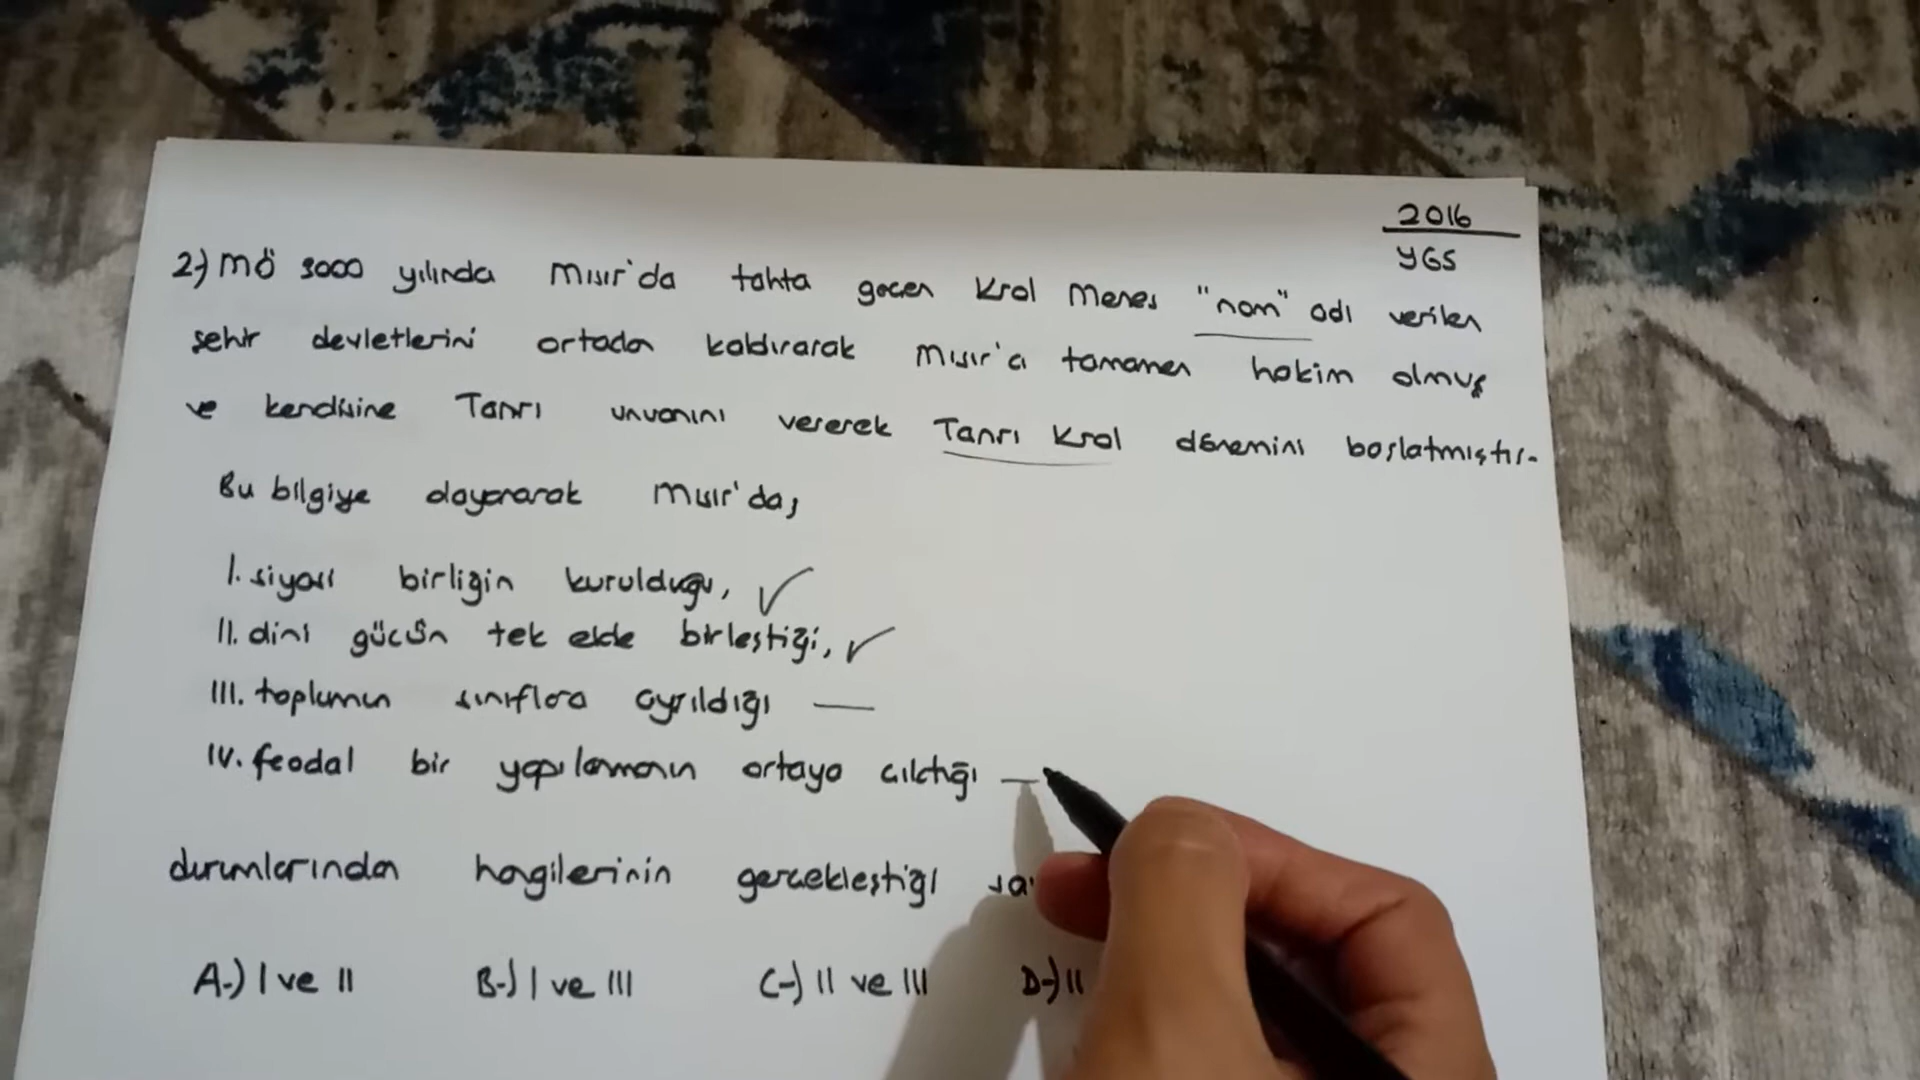 2016
YGS
2-) MÖ 3000 yılında Mısır'da tahta geçen Kral Menes "nom" adı verilen
şehir devletlerini ortadan kaldırarak Mısır'a tamamen hakim olmuş
ve kendisine Tanrı unvanını vererek Tanrı Kral dönemini başlatmıştır.
Bu bilgiye dayanarak Mısır'da;
I. siyasi birliğin kurulduğu, ✓
II. dini gücün tek elde birleştiği, ✓
III. toplumun sınıflara ayrıldığı —
IV. feodal bir yapılanmanın ortaya çıktığı —
durumlarından hangilerinin gerçekleştiği
A-) I ve II B-) I ve III C-) II ve III D-) II